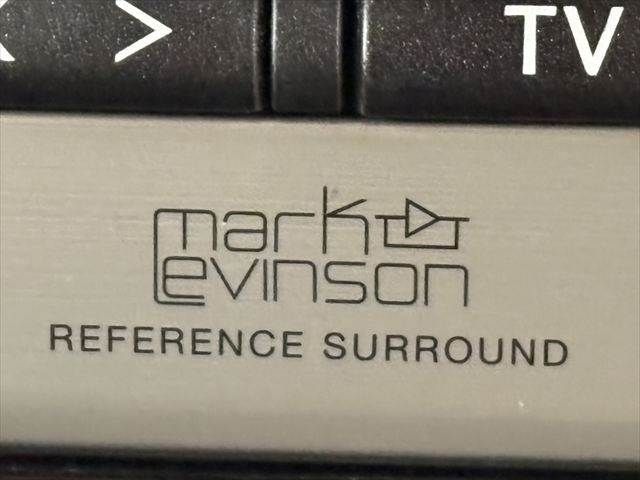 < > TV
mark
levinson
REFERENCE SURROUND